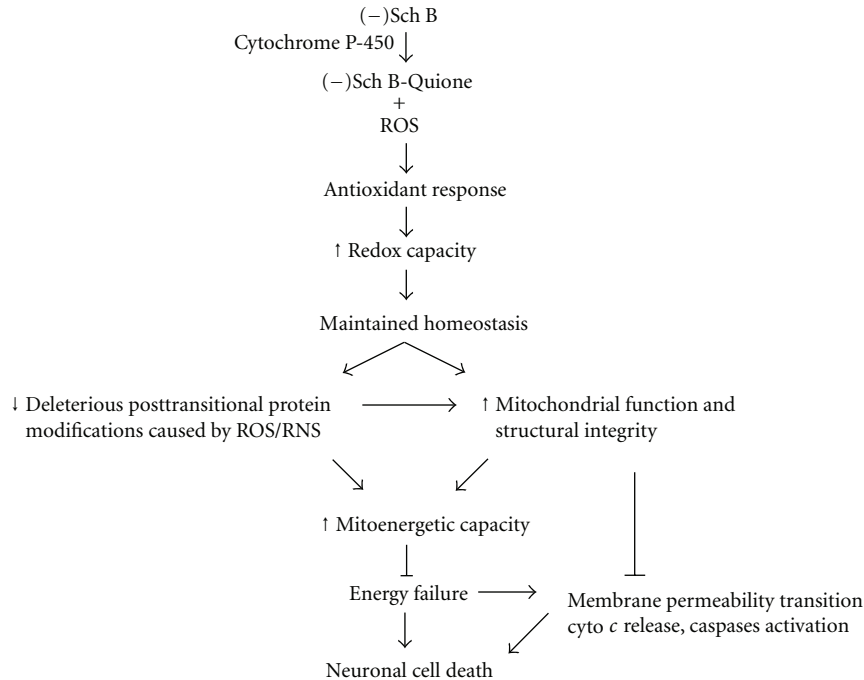 (−)Sch B
Cytochrome P-450
(−)Sch B-Quione
+
ROS
Antioxidant response
↑ Redox capacity
Maintained homeostasis
↓ Deleterious posttransitional protein
modifications caused by ROS/RNS
↑ Mitochondrial function and
structural integrity
↑ Mitoenergetic capacity
Energy failure
Membrane permeability transition
cyto c release, caspases activation
Neuronal cell death